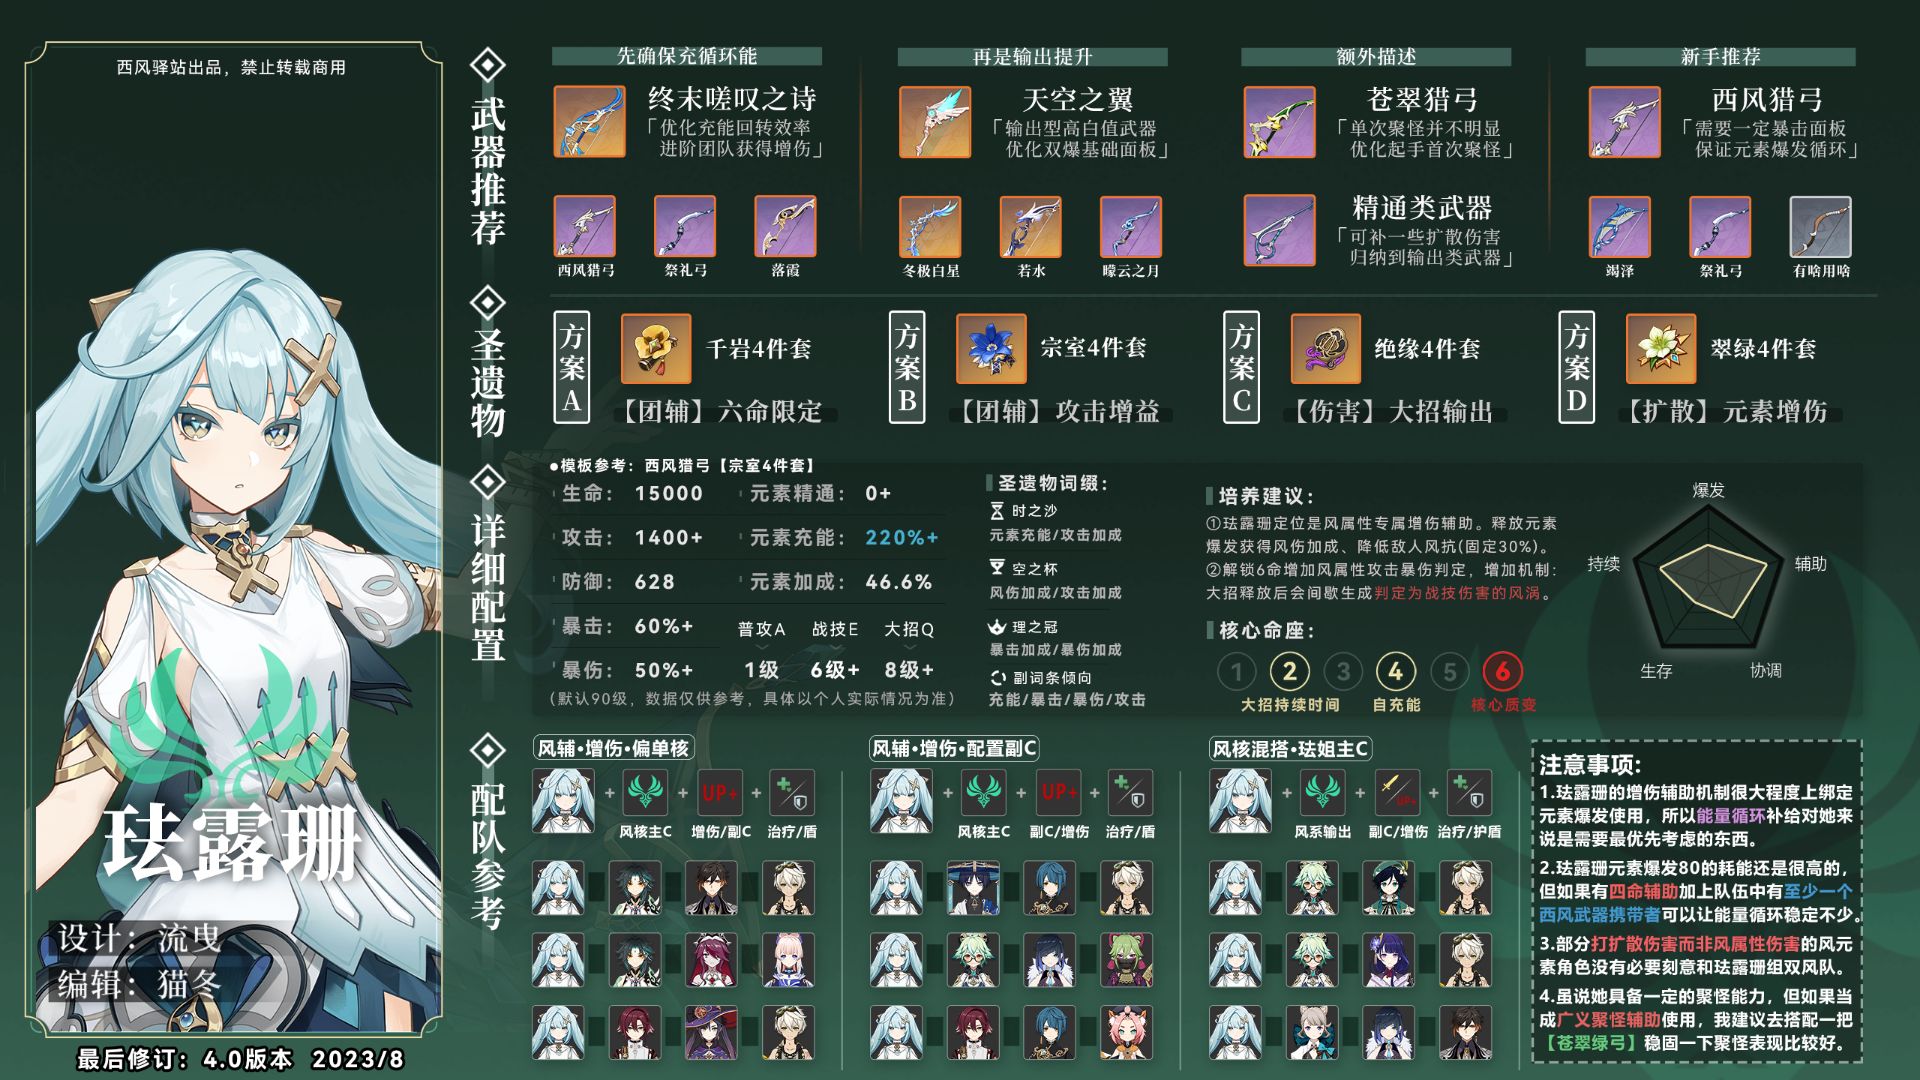 西风驿站出品，禁止转载商用
珐露珊
设计：流曳
编辑：猫冬
最后修订：4.0版本 2023/8
武器推荐
先确保充循环能
终末嗟叹之诗
「优化充能回转效率
进阶团队获得增伤」
西风猎弓
祭礼弓
落霞
再是输出提升
天空之翼
「输出型高白值武器
优化双爆基础面板」
冬极白星
若水
曚云之月
额外描述
苍翠猎弓
「单次聚怪并不明显
优化起手首次聚怪」
精通类武器
「可补一些扩散伤害
归纳到输出类武器」
新手推荐
西风猎弓
「需要一定暴击面板
保证元素爆发循环」
竭泽
祭礼弓
有啥用啥
圣遗物
方案A
千岩4件套
【团辅】六命限定
方案B
宗室4件套
【团辅】攻击增益
方案C
绝缘4件套
【伤害】大招输出
方案D
翠绿4件套
【扩散】元素增伤
详细配置
●模板参考：西风猎弓【宗室4件套】
生命：15000 元素精通：0+
攻击：1400+ 元素充能：220%+
防御：628 元素加成：46.6%
暴击：60%+ 普攻A 战技E 大招Q
暴伤：50%+ 1级 6级+ 8级+
(默认90级，数据仅供参考，具体以个人实际情况为准)
圣遗物词缀：
时之沙
元素充能/攻击加成
空之杯
风伤加成/攻击加成
理之冠
暴击加成/暴伤加成
副词条倾向
充能/暴击/暴伤/攻击
培养建议：
①珐露珊定位是风属性专属增伤辅助。释放元素
爆发获得风伤加成、降低敌人风抗(固定30%)。
②解锁6命增加风属性攻击暴伤判定，增加机制：
大招释放后会间歇生成判定为战技伤害的风涡。
核心命座：
1 2 3 4 5 6
大招持续时间 自充能 核心质变
爆发
辅助
协调
生存
持续
配队参考
风辅·增伤·偏单核
+ + UP+ +
风核主C 增伤/副C 治疗/盾
风辅·增伤·配置副C
+ + UP+ +
风核主C 副C/增伤 治疗/盾
风核混搭·珐姐主C
+ + UP+ +
风系输出 副C/增伤 治疗/护盾
注意事项:
1.珐露珊的增伤辅助机制很大程度上绑定
元素爆发使用，所以能量循环补给对她来
说是需要最优先考虑的东西。
2.珐露珊元素爆发80的耗能还是很高的，
但如果有四命辅助加上队伍中有至少一个
西风武器携带者可以让能量循环稳定不少。
3.部分打扩散伤害而非风属性伤害的风元
素角色没有必要刻意和珐露珊组双风队。
4.虽说她具备一定的聚怪能力，但如果当
成广义聚怪辅助使用，我建议去搭配一把
【苍翠绿弓】稳固一下聚怪表现比较好。